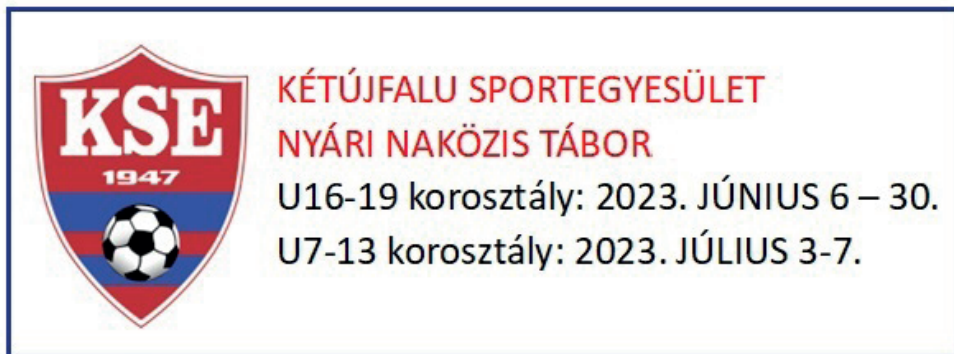 KSE
1947
KÉTÚJFALU SPORTEGYESÜLET
NYÁRI NAKÖZIS TÁBOR
U16-19 korosztály: 2023. JÚNIUS 6 – 30.
U7-13 korosztály: 2023. JÚLIUS 3-7.